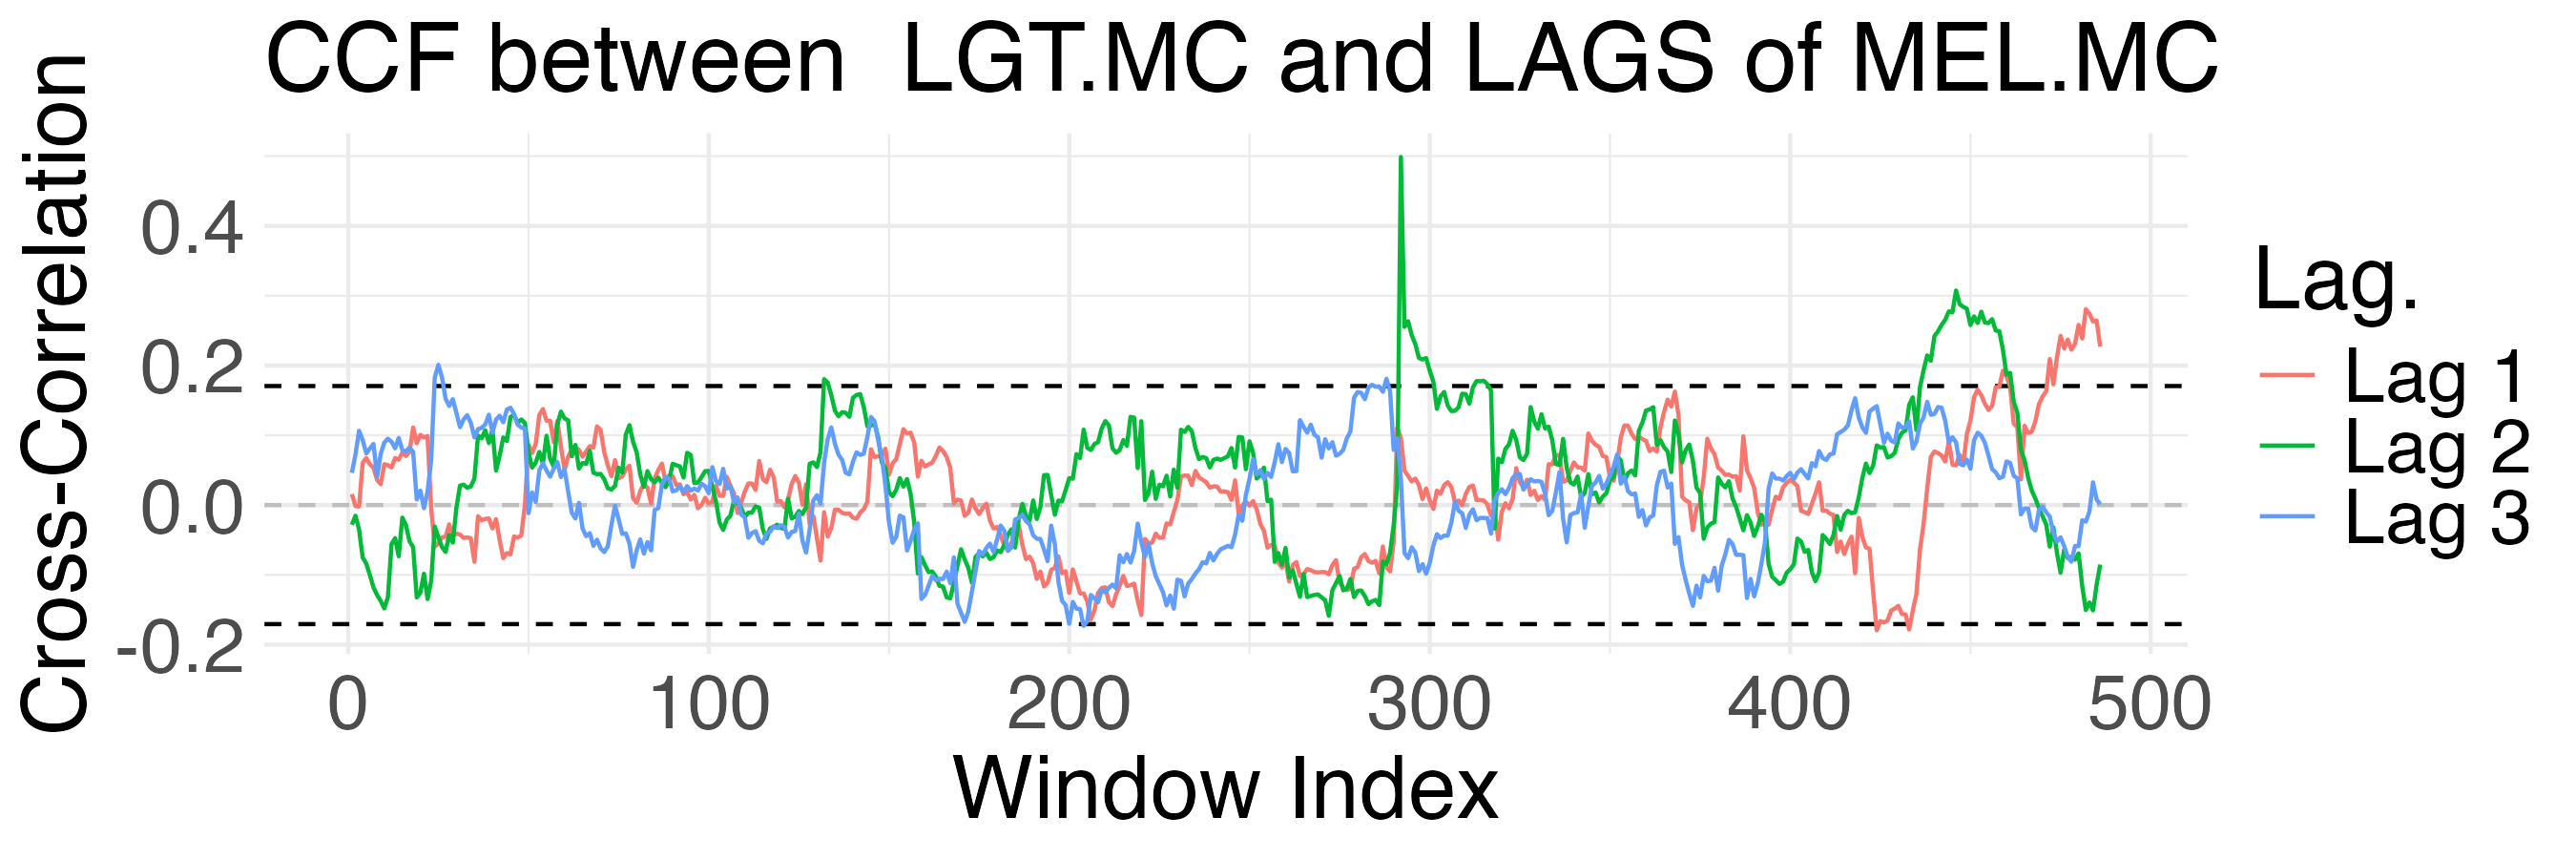 CCF between  LGT.MC and LAGS of MEL.MC
Cross-Correlation
0.4
0.2
0.0
-0.2
0 100 200 300 400 500
Window Index
Lag.
Lag 1
Lag 2
Lag 3